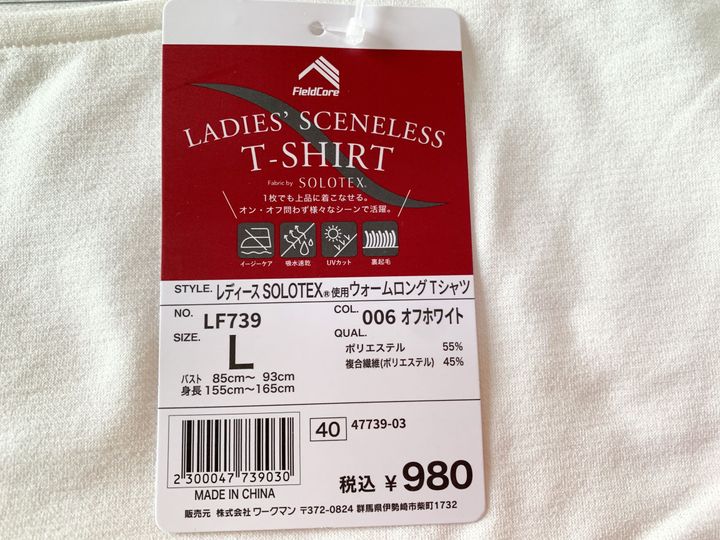 FieldCore
LADIES' SCENELESS
T-SHIRT
Fabric by SOLOTEX®
1枚でも上品に着こなせる。
オン・オフ問わず様々なシーンで活躍。
イージーケア 吸水速乾 UVカット 裏起毛
STYLE. レディースSOLOTEX®使用ウォームロングTシャツ
NO. LF739
SIZE. L
バスト 85cm〜 93cm
身長 155cm〜165cm
COL. 006 オフホワイト
QUAL.
ポリエステル 55%
複合繊維(ポリエステル) 45%
40 47739-03
2 300047 739030
MADE IN CHINA
税込 ¥980
販売元 株式会社 ワークマン 〒372-0824 群馬県伊勢崎市柴町1732